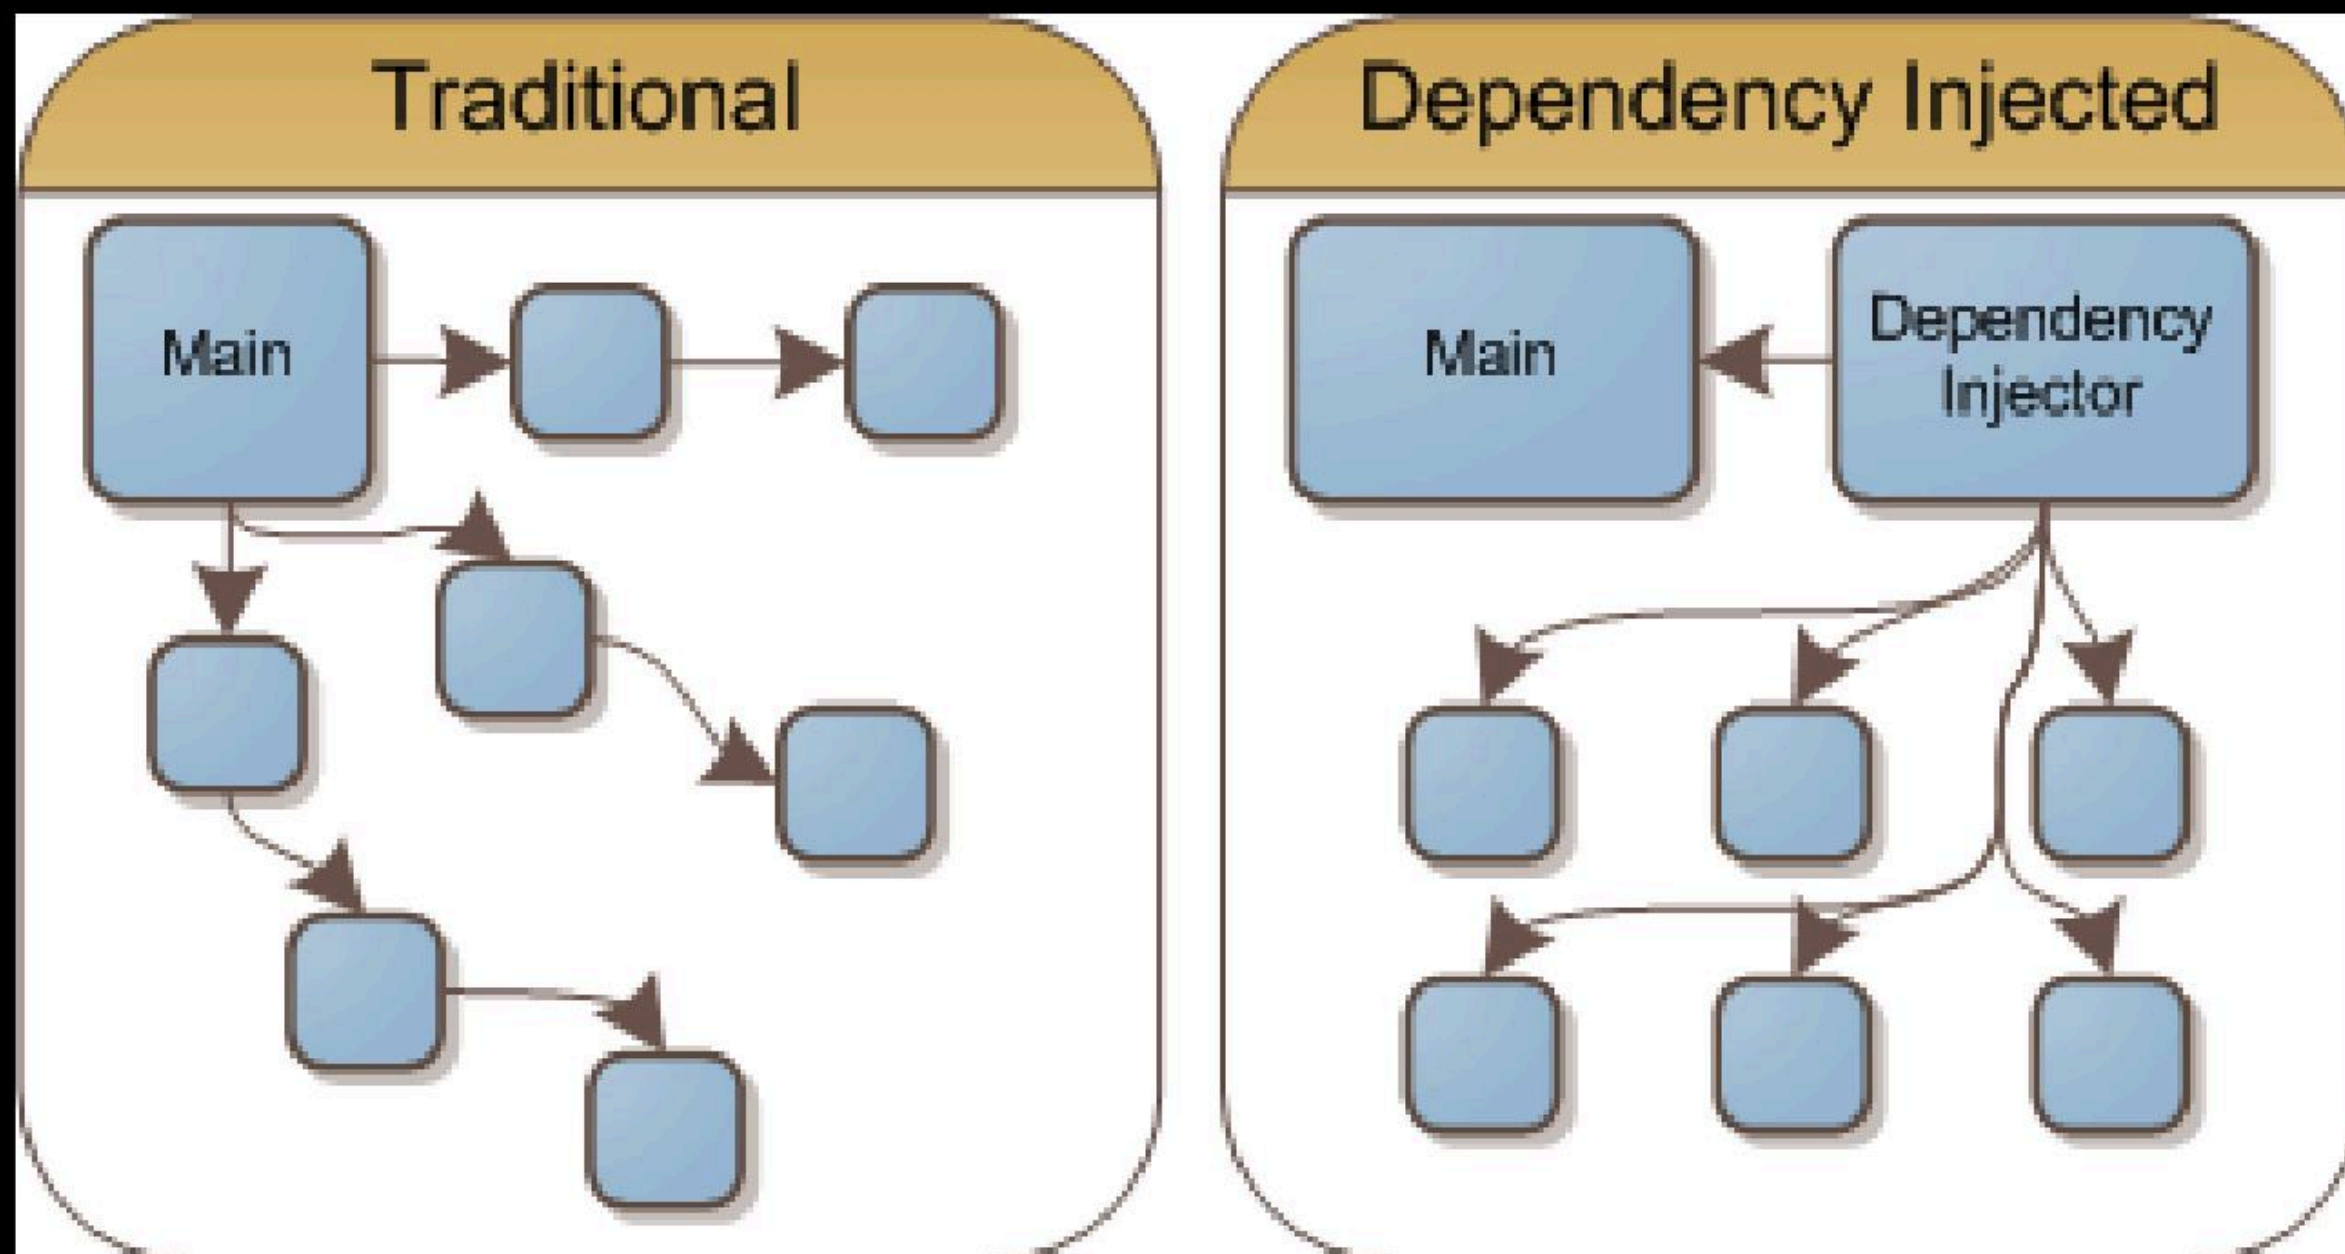 Traditional
Main
Dependency Injected
Main
Dependency
Injector